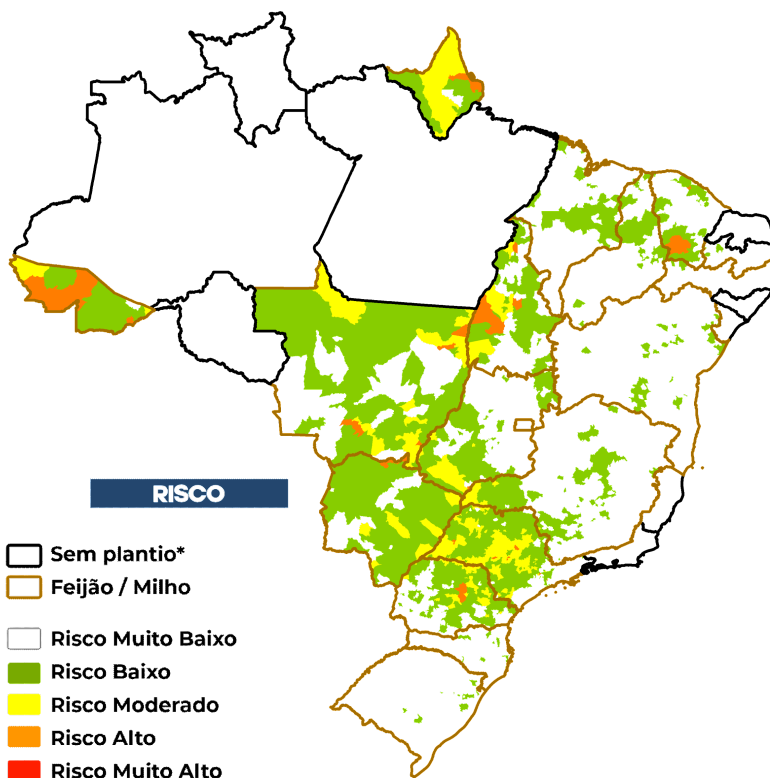 RISCO
Sem plantio*
Feijão / Milho
Risco Muito Baixo
Risco Baixo
Risco Moderado
Risco Alto
Risco Muito Alto